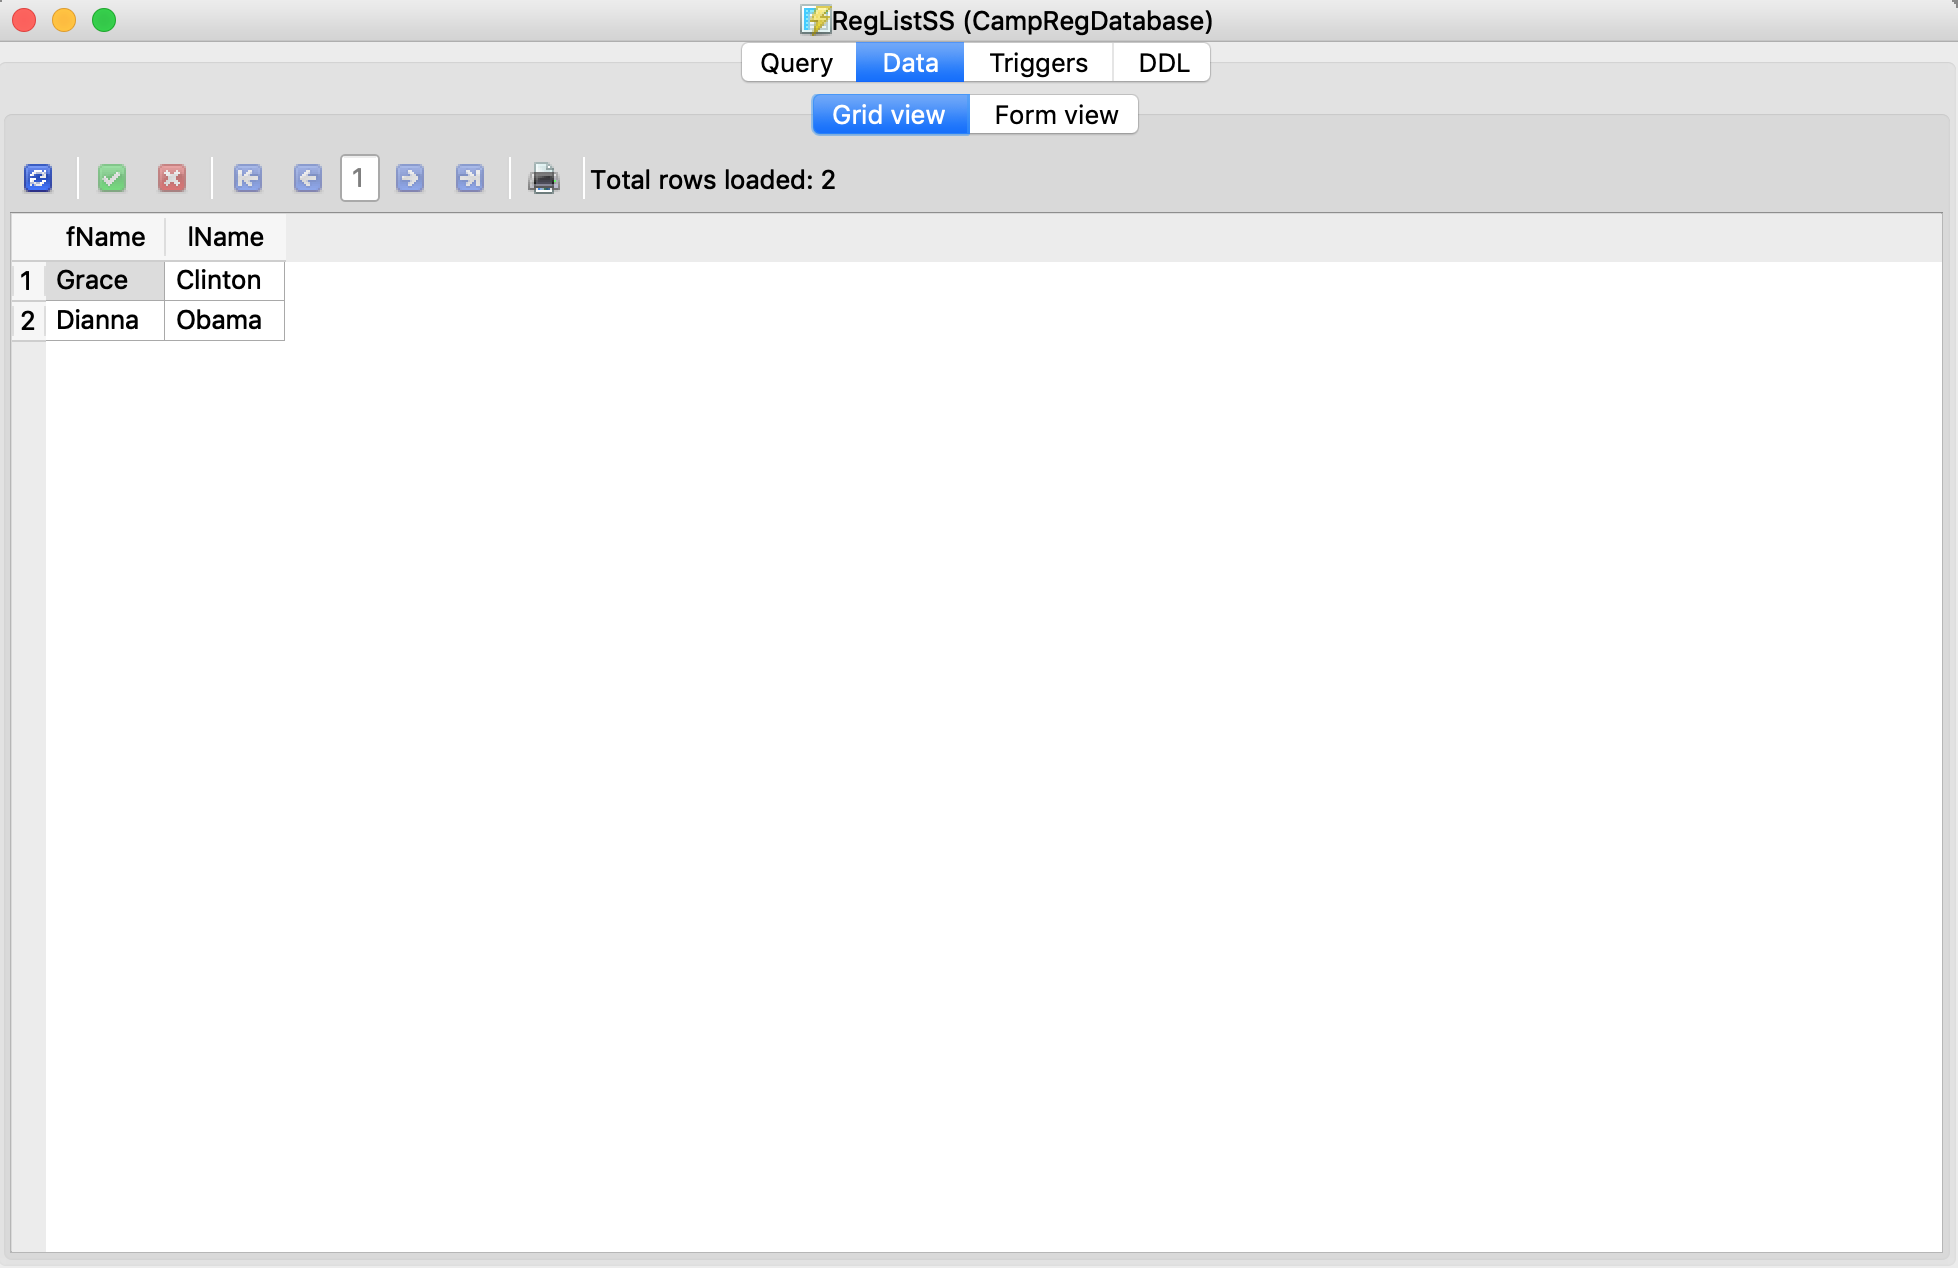 RegListSS (CampRegDatabase)
Query Data Triggers DDL
Grid view Form view
1 Total rows loaded: 2
fName lName
1 Grace Clinton
2 Dianna Obama